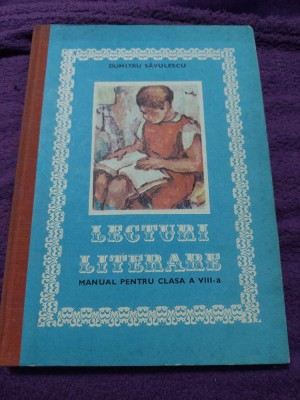 DUMITRU SĂVULESCU
LECTURI
LITERARE
MANUAL PENTRU CLASA A VIII-a